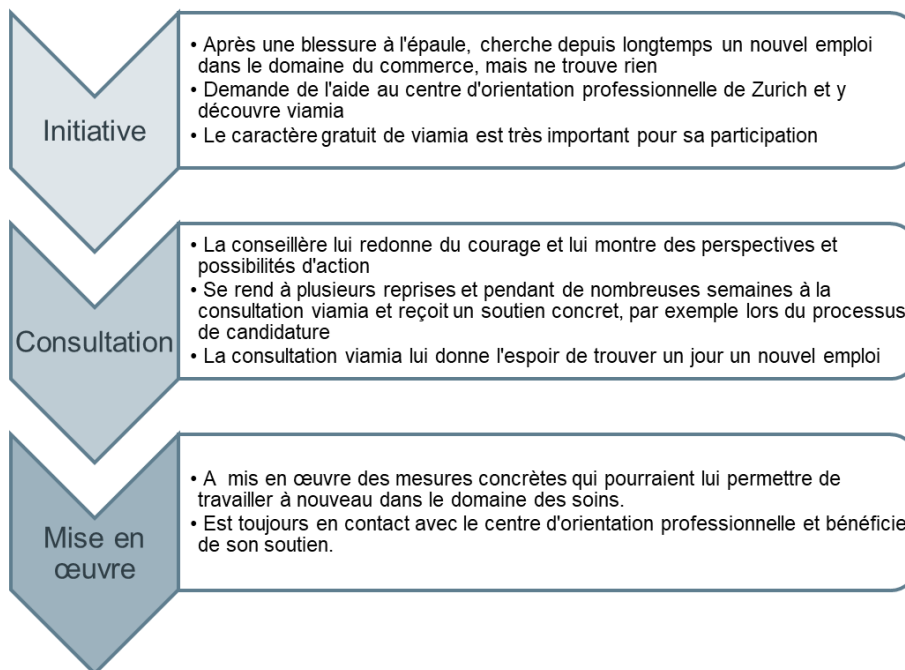 Initiative
• Après une blessure à l'épaule, cherche depuis longtemps un nouvel emploi
dans le domaine du commerce, mais ne trouve rien
• Demande de l'aide au centre d'orientation professionnelle de Zurich et y
découvre viamia
• Le caractère gratuit de viamia est très important pour sa participation
Consultation
• La conseillère lui redonne du courage et lui montre des perspectives et
possibilités d'action
• Se rend à plusieurs reprises et pendant de nombreuses semaines à la
consultation viamia et reçoit un soutien concret, par exemple lors du processus
de candidature
• La consultation viamia lui donne l'espoir de trouver un jour un nouvel emploi
Mise en
œuvre
• A mis en œuvre des mesures concrètes qui pourraient lui permettre de
travailler à nouveau dans le domaine des soins.
• Est toujours en contact avec le centre d'orientation professionnelle et bénéficie
de son soutien.